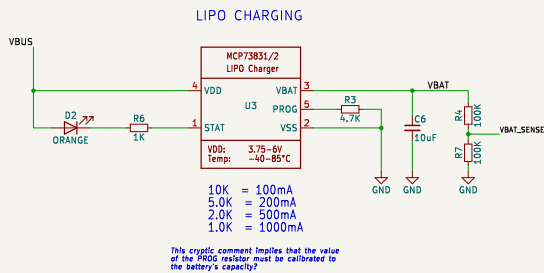 LIPO CHARGING
VBUS
MCP73831/2
LIPO Charger
4 VDD
VBAT 3
VBAT
D2
ORANGE
R6
1K
1 STAT
U3
PROG 5
VSS 2
R3
4.7K
C6
10uF
R4
100K
VBAT_SENSE
R7
100K
VDD: 3.75-6V
Temp: -40-85°C
GND
GND
GND
10K = 100mA
5.0K = 200mA
2.0K = 500mA
1.0K = 1000mA
This cryptic comment implies that the value
of the PROG resistor must be calibrated to
the battery's capacity?